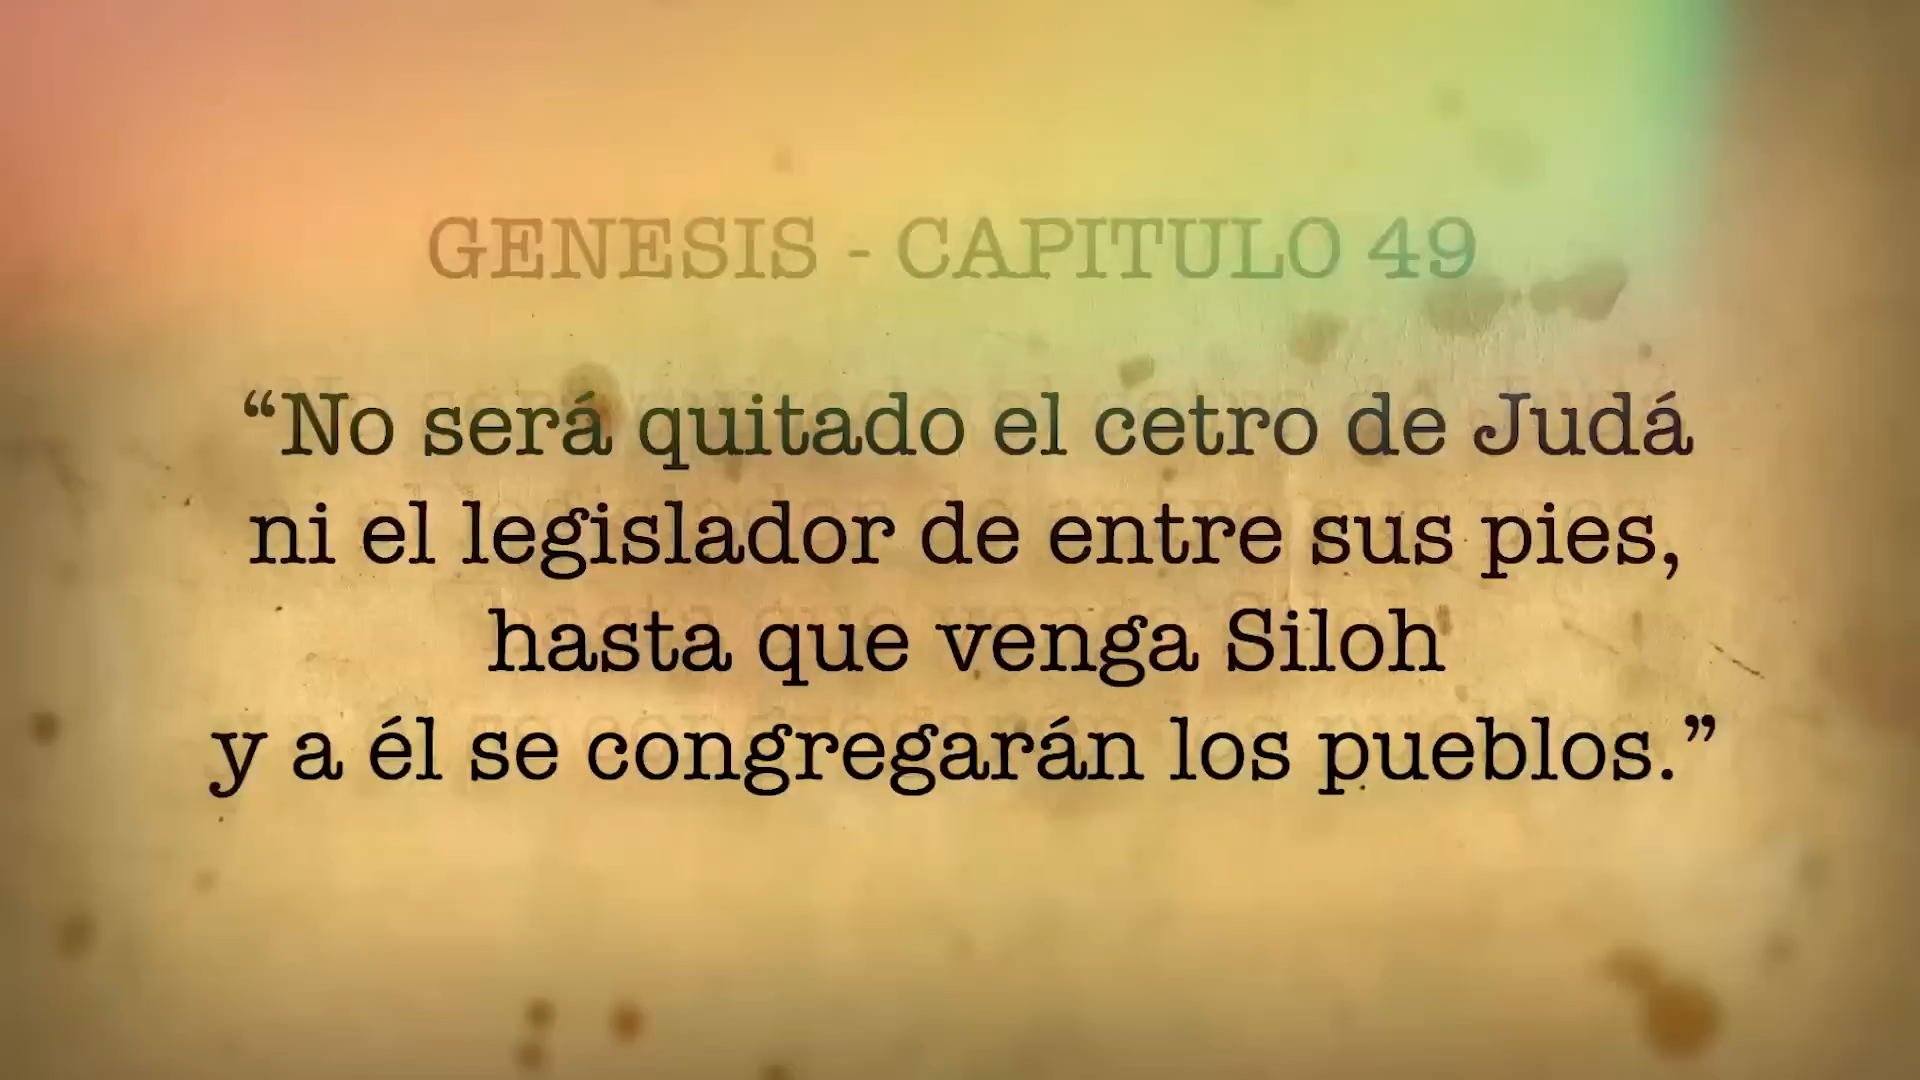 GENESIS - CAPITULO 49
“No será quitado el cetro de Judá
ni el legislador de entre sus pies,
hasta que venga Siloh
y a él se congregarán los pueblos.”